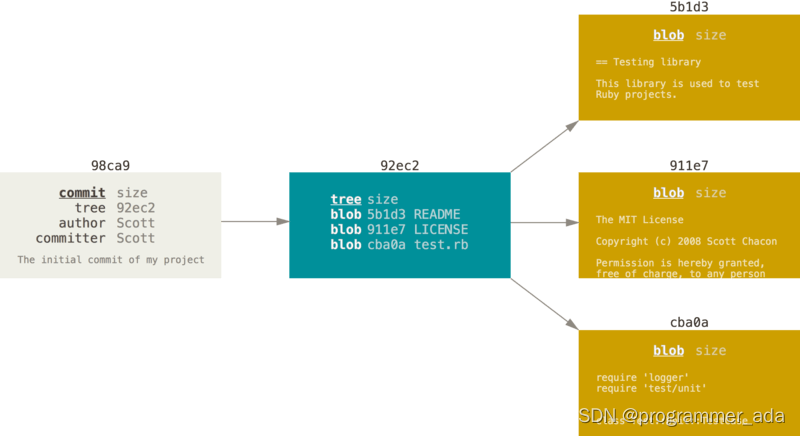 98ca9
commit size
tree 92ec2
author Scott
committer Scott
The initial commit of my project
92ec2
tree size
blob 5b1d3 README
blob 911e7 LICENSE
blob cba0a test.rb
5b1d3
blob size
== Testing library
This library is used to test
Ruby projects.
911e7
blob size
The MIT License
Copyright (c) 2008 Scott Chacon
Permission is hereby granted,
free of charge, to any person
cba0a
blob size
require 'logger'
require 'test/unit'
@programmer_ada